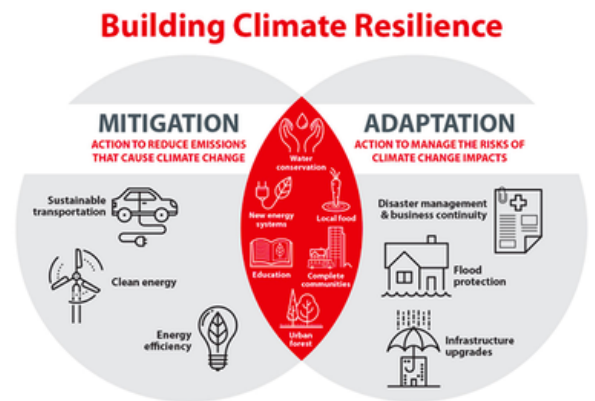 Building Climate Resilience
MITIGATION
ACTION TO REDUCE EMISSIONS
THAT CAUSE CLIMATE CHANGE
Sustainable
transportation
Clean energy
Energy
efficiency
Water
conservation
New energy
systems
Local food
Education
Complete
communities
Urban
forest
ADAPTATION
ACTION TO MANAGE THE RISKS OF
CLIMATE CHANGE IMPACTS
Disaster management
& business continuity
Flood
protection
Infrastructure
upgrades